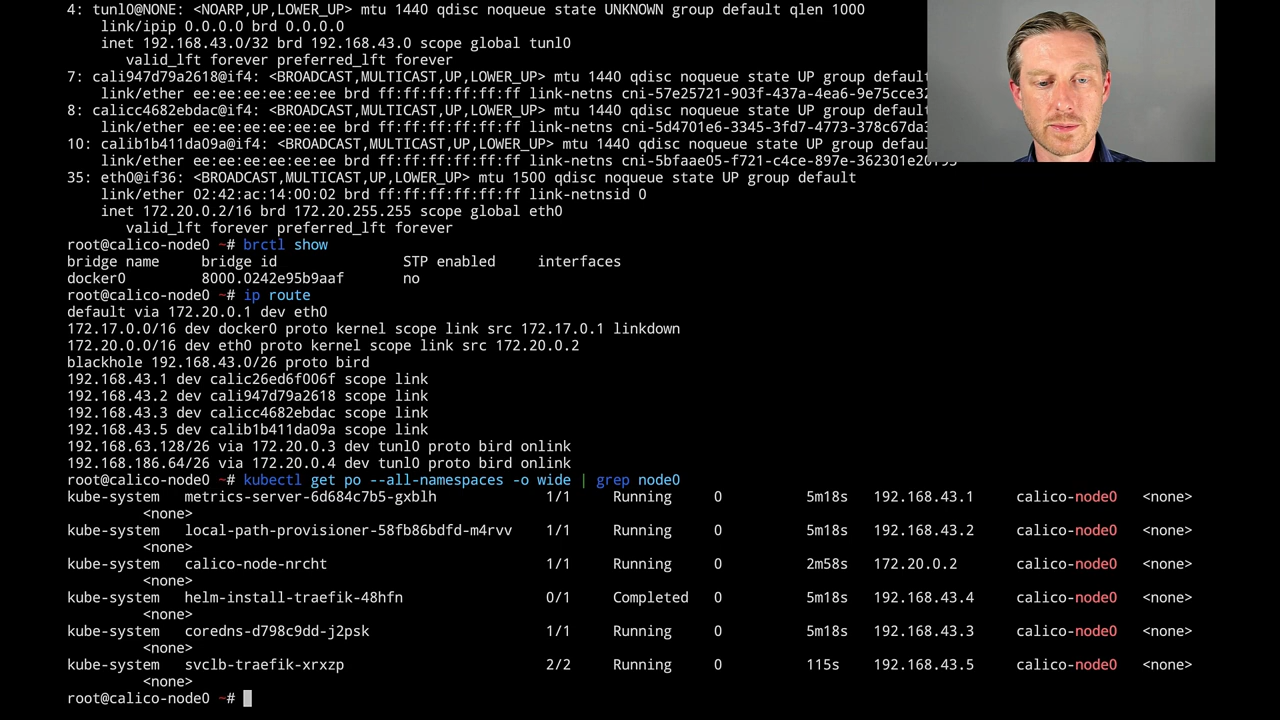 4: tunl0@NONE: <NOARP,UP,LOWER_UP> mtu 1440 qdisc noqueue state UNKNOWN group default qlen 1000
link/ipip 0.0.0.0 brd 0.0.0.0
inet 192.168.43.0/32 brd 192.168.43.0 scope global tunl0
valid_lft forever preferred_lft forever
7: cali947d79a2618@if4: <BROADCAST,MULTICAST,UP,LOWER_UP> mtu 1440 qdisc noqueue state UP group default
link/ether ee:ee:ee:ee:ee:ee brd ff:ff:ff:ff:ff:ff link-netns
8: calicc4682ebdac@if4: <BROADCAST,MULTICAST,UP,LOWER_UP> mtu 1440 qdisc noqueue state UP group default
link/ether ee:ee:ee:ee:ee:ee brd ff:ff:ff:ff:ff:ff link-netns
10: calib1b411da09a@if4: <BROADCAST,MULTICAST,UP,LOWER_UP> mtu 1440 qdisc noqueue state UP group
link/ether ee:ee:ee:ee:ee:ee brd ff:ff:ff:ff:ff:ff link-netns
35: eth0@if36: <BROADCAST,MULTICAST,UP,LOWER_UP> mtu 1500 qdisc noqueue state UP group default
link/ether 02:42:ac:14:00:02 brd ff:ff:ff:ff:ff:ff link-netnsid 0
inet 172.20.0.2/16 brd 172.20.255.255 scope global eth0
valid_lft forever preferred_lft forever
root@calico-node0 ~# brctl show
bridge name bridge id STP enabled interfaces
docker0 8000.0242e95b9aaf no
root@calico-node0 ~# ip route
default via 172.20.0.1 dev eth0
172.17.0.0/16 dev docker0 proto kernel scope link src 172.17.0.1 linkdown
172.20.0.0/16 dev eth0 proto kernel scope link src 172.20.0.2
blackhole 192.168.43.0/26 proto bird
192.168.43.1 dev calic26ed6f006f scope link
192.168.43.2 dev cali947d79a2618 scope link
192.168.43.3 dev calicc4682ebdac scope link
192.168.43.5 dev calib1b411da09a scope link
192.168.63.128/26 via 172.20.0.3 dev tunl0 proto bird onlink
192.168.186.64/26 via 172.20.0.4 dev tunl0 proto bird onlink
root@calico-node0 ~# kubectl get po --all-namespaces -o wide | grep node0
kube-system metrics-server-6d684c7b5-gxblh 1/1 Running 0 5m18s 192.168.43.1 calico-node0 <none>
<none>
kube-system local-path-provisioner-58fb86bdfd-m4rvv 1/1 Running 0 5m18s 192.168.43.2 calico-node0 <none>
<none>
kube-system calico-node-nrcht 1/1 Running 0 2m58s 172.20.0.2 calico-node0 <none>
<none>
kube-system helm-install-traefik-48hfn 0/1 Completed 0 5m18s 192.168.43.4 calico-node0 <none>
<none>
kube-system coredns-d798c9dd-j2psk 1/1 Running 0 5m18s 192.168.43.3 calico-node0 <none>
<none>
kube-system svclb-traefik-xrxzp 2/2 Running 0 115s 192.168.43.5 calico-node0 <none>
<none>
root@calico-node0 ~#